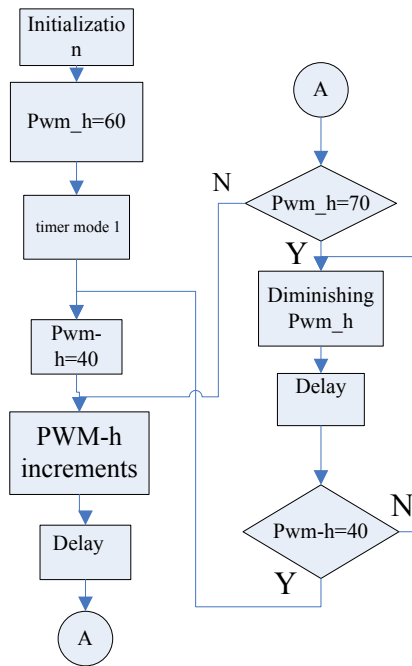 Initializatio
n
Pwm_h=60
timer mode 1
Pwm-
h=40
PWM-h
increments
Delay
A
A
N
Pwm_h=70
Y
Diminishing
Pwm_h
Delay
Pwm-h=40
N
Y